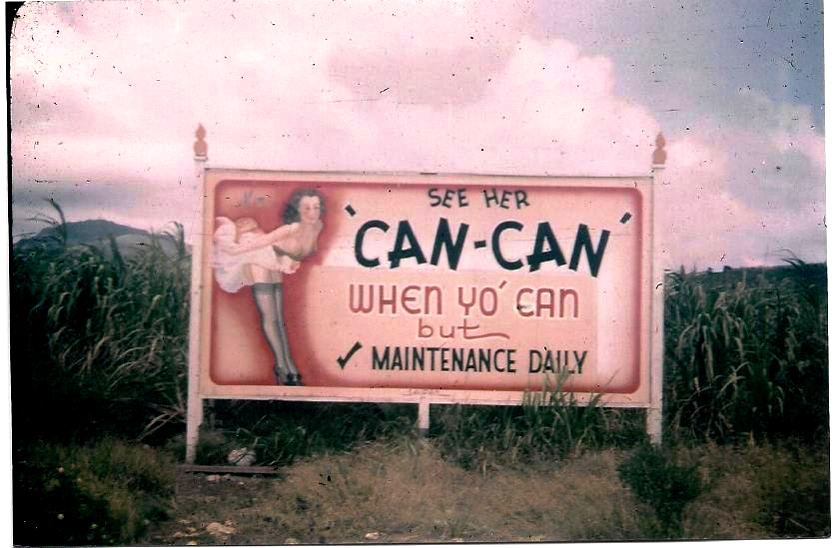 SEE HER
'CAN-CAN'
WHEN YO' CAN
but
✓ MAINTENANCE DAILY